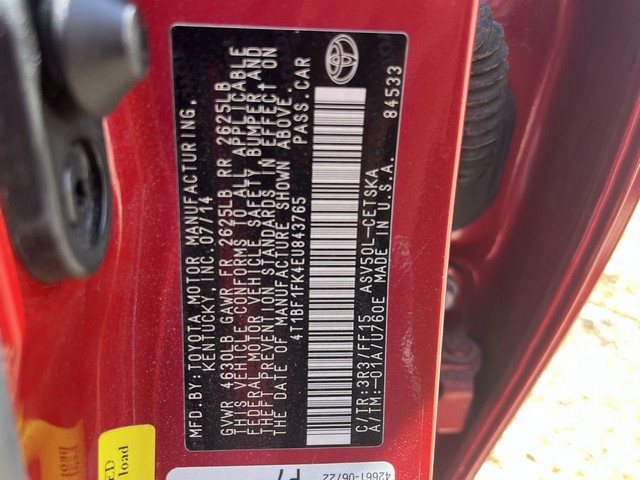 MFD.BY:TOYOTA MOTOR MANUFACTURING.
KENTUCKY INC. 07/14
GVWR 4630LB GAWR FR 2625LB RR 2625LB
THIS VEHICLE CONFORMS TO ALL APPLICABLE
FEDERAL MOTOR VEHICLE SAFETY, BUMPER, AND
THEFT PREVENTION STANDARDS IN EFFECT ON
THE DATE OF MANUFACTURE SHOWN ABOVE.
4T1BF1FK4EU843765 PASS.CAR
C/TR:3R3/FF15 ASV50L-CETSKA
A/TM:-01A/U760E MADE IN U.S.A. 84533
load
42661-06722